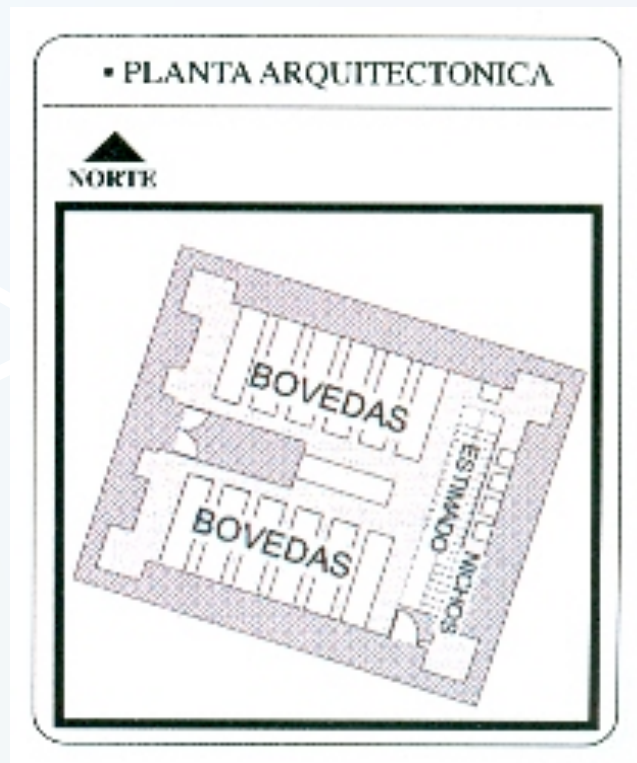 ▪ PLANTA ARQUITECTONICA
NORTE
BOVEDAS
BOVEDAS
ESTIMADO
NICHOS